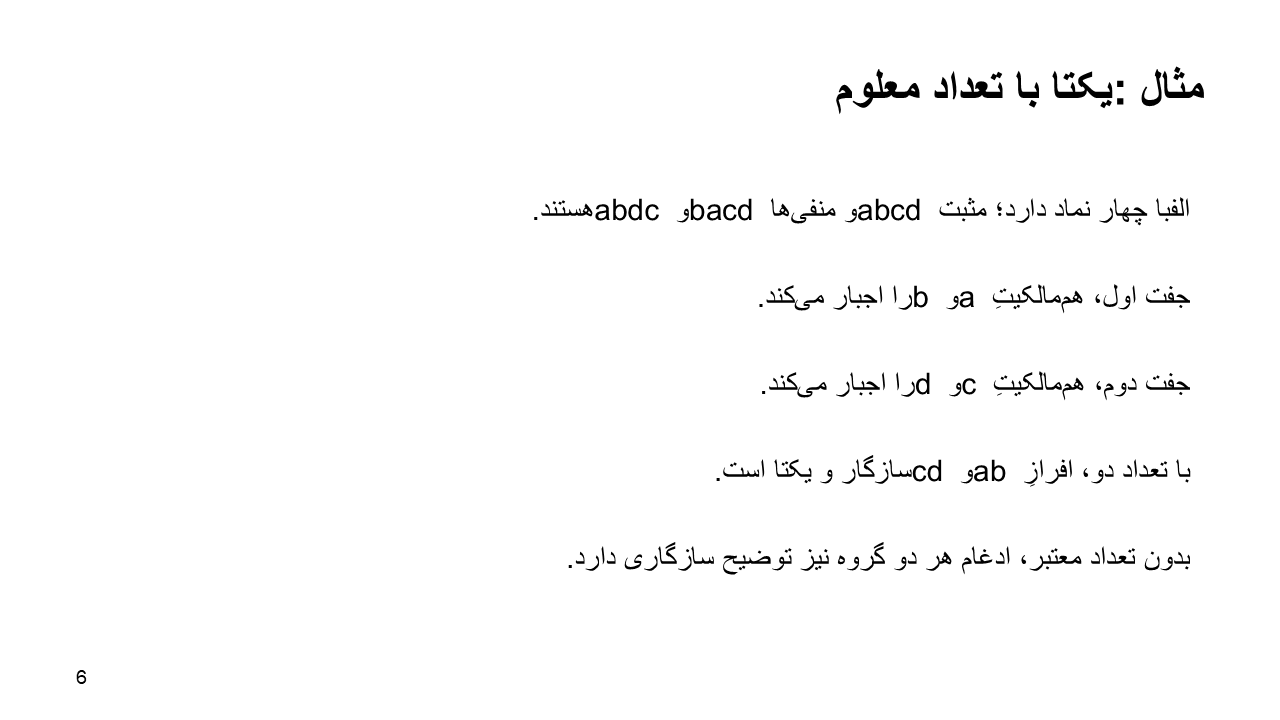 مثال :یکتا با تعداد معلوم
الفبا چهار نماد دارد؛ مثبت abcd و منفی‌ها bacd و abdc هستند.
جفت اول، هم‌مالکیتِ a و b را اجبار می‌کند.
جفت دوم، هم‌مالکیتِ c و d را اجبار می‌کند.
با تعداد دو، افرازِ ab و cd سازگار و یکتا است.
بدون تعداد معتبر، ادغام هر دو گروه نیز توضیح سازگاری دارد.
6